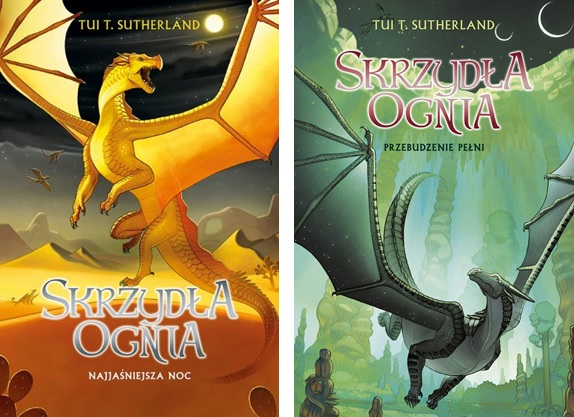 TUI T. SUTHERLAND
SKRZYDŁA
OGNIA
NAJJAŚNIEJSZA NOC
TUI T. SUTHERLAND
SKRZYDŁA
OGNIA
PRZEBUDZENIE PEŁNI